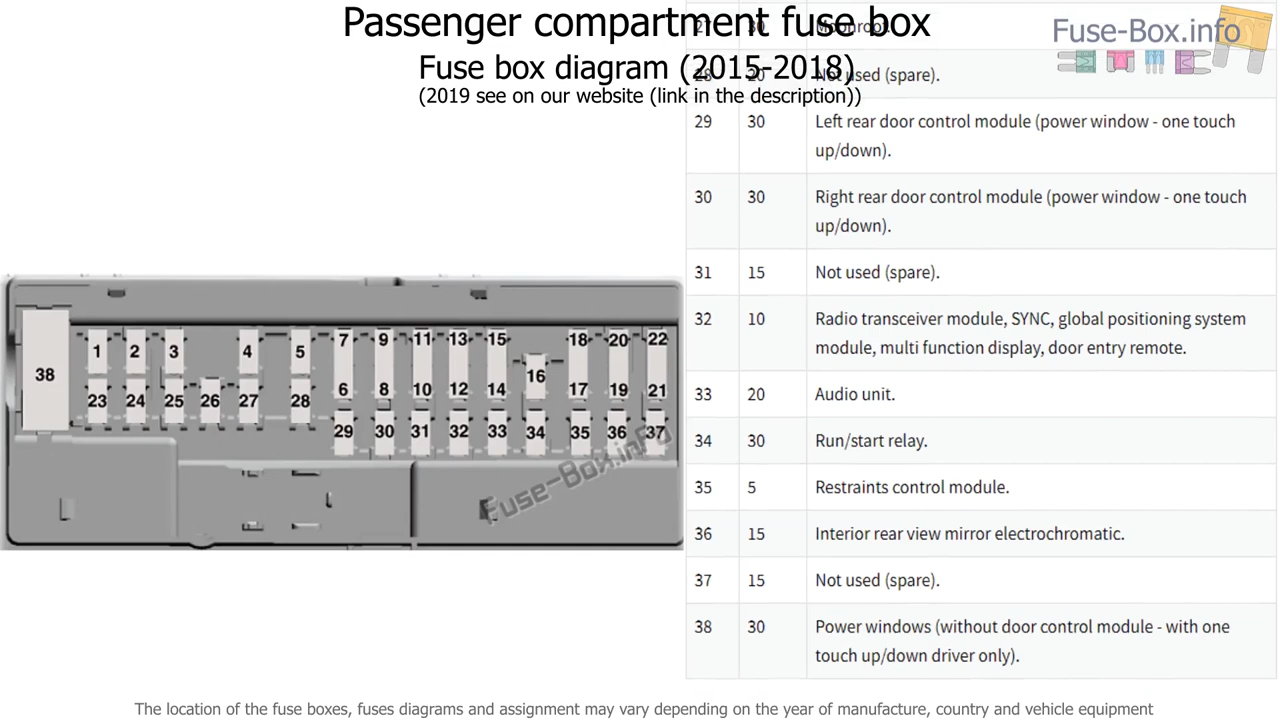 Passenger compartment fuse box
Fuse box diagram (2015-2018)
(2019 see on our website (link in the description))
Fuse-Box.info
27 30 Moonroof.
28 20 Not used (spare).
29 30 Left rear door control module (power window - one touch
up/down).
30 30 Right rear door control module (power window - one touch
up/down).
31 15 Not used (spare).
32 10 Radio transceiver module, SYNC, global positioning system
module, multi function display, door entry remote.
33 20 Audio unit.
34 30 Run/start relay.
35 5 Restraints control module.
36 15 Interior rear view mirror electrochromatic.
37 15 Not used (spare).
38 30 Power windows (without door control module - with one
touch up/down driver only).
1 2 3 4 5 7 9 11 13 15 18 20 22
38 16
23 24 25 26 27 28 6 8 10 12 14 17 19 21
29 30 31 32 33 34 35 36 37
Fuse-Box.info
The location of the fuse boxes, fuses diagrams and assignment may vary depending on the year of manufacture, country and vehicle equipment